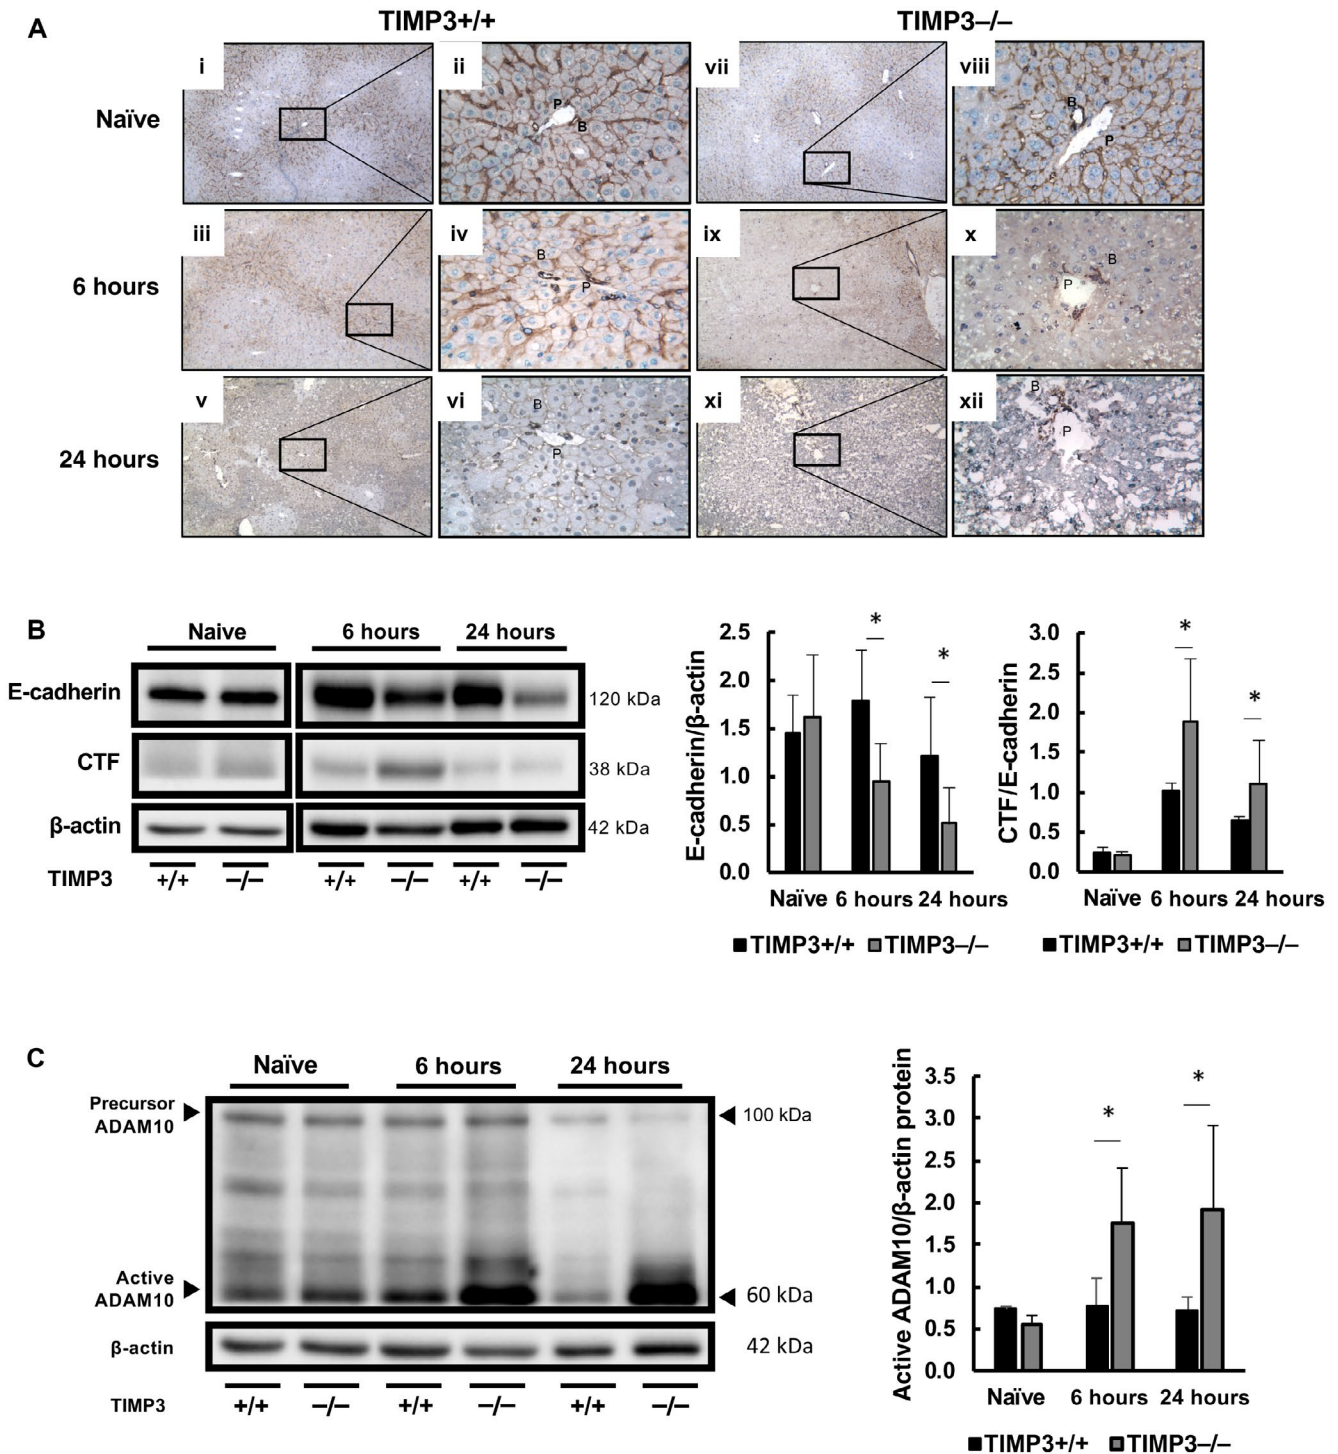 A
TIMP3+/+
TIMP3–/–
Naïve
i
ii
P
B
vii
viii
B
P
6 hours
iii
iv
B
P
ix
x
B
P
24 hours
v
vi
B
P
xi
xii
B
P
B
Naive
6 hours
24 hours
E-cadherin
120 kDa
CTF
38 kDa
β-actin
42 kDa
TIMP3
+/+
–/–
+/+
–/–
+/+
–/–
E-cadherin/β-actin
2.5
2.0
1.5
1.0
0.5
0.0
*
*
Naïve 6 hours 24 hours
TIMP3+/+ TIMP3–/–
CTF/E-cadherin
3.0
2.5
2.0
1.5
1.0
0.5
0.0
*
*
Naïve 6 hours 24 hours
TIMP3+/+ TIMP3–/–
C
Naïve
6 hours
24 hours
Precursor
ADAM10
100 kDa
Active
ADAM10
60 kDa
β-actin
42 kDa
TIMP3
+/+
–/–
+/+
–/–
+/+
–/–
Active ADAM10/β-actin protein
3.5
3.0
2.5
2.0
1.5
1.0
0.5
0.0
*
*
Naïve 6 hours 24 hours
TIMP3+/+ TIMP3–/–